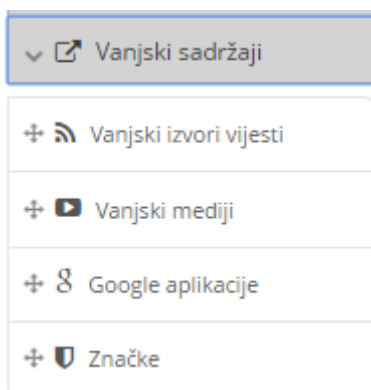 Vanjski sadržaji
Vanjski izvori vijesti
Vanjski mediji
Google aplikacije
Značke